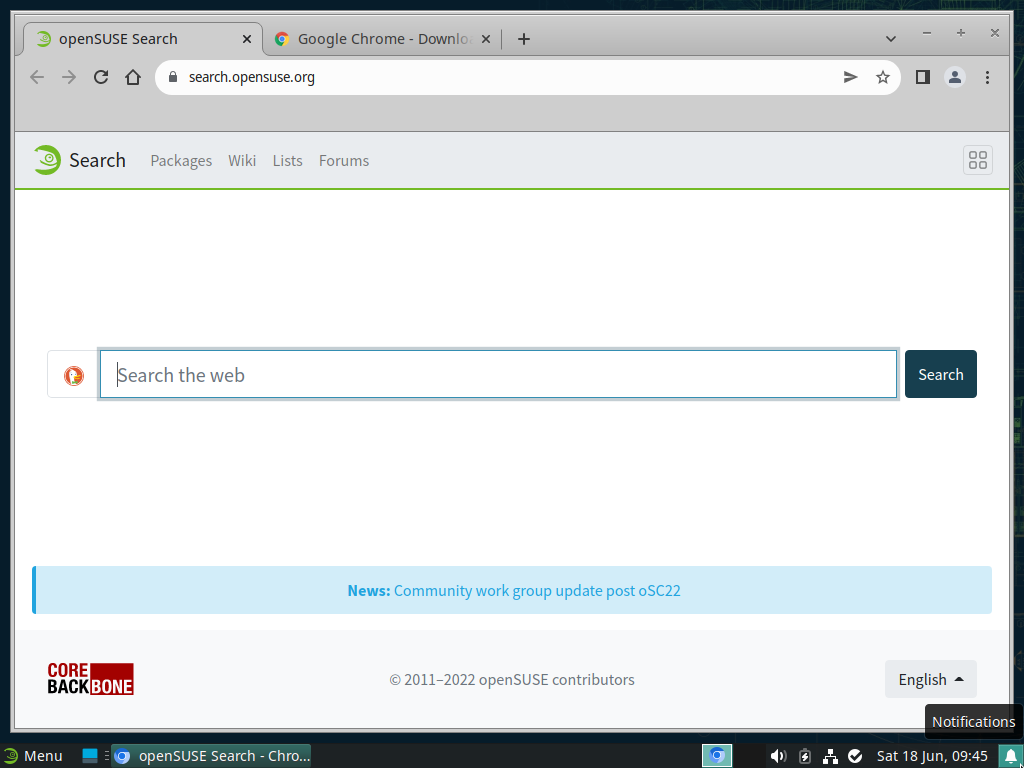 openSUSE Search
Google Chrome - Downlo
search.opensuse.org
Search
Packages
Wiki
Lists
Forums
Search the web
Search
News: Community work group update post oSC22
CORE
BACKBONE
© 2011–2022 openSUSE contributors
English
Notifications
Menu
openSUSE Search - Chro...
Sat 18 Jun, 09:45